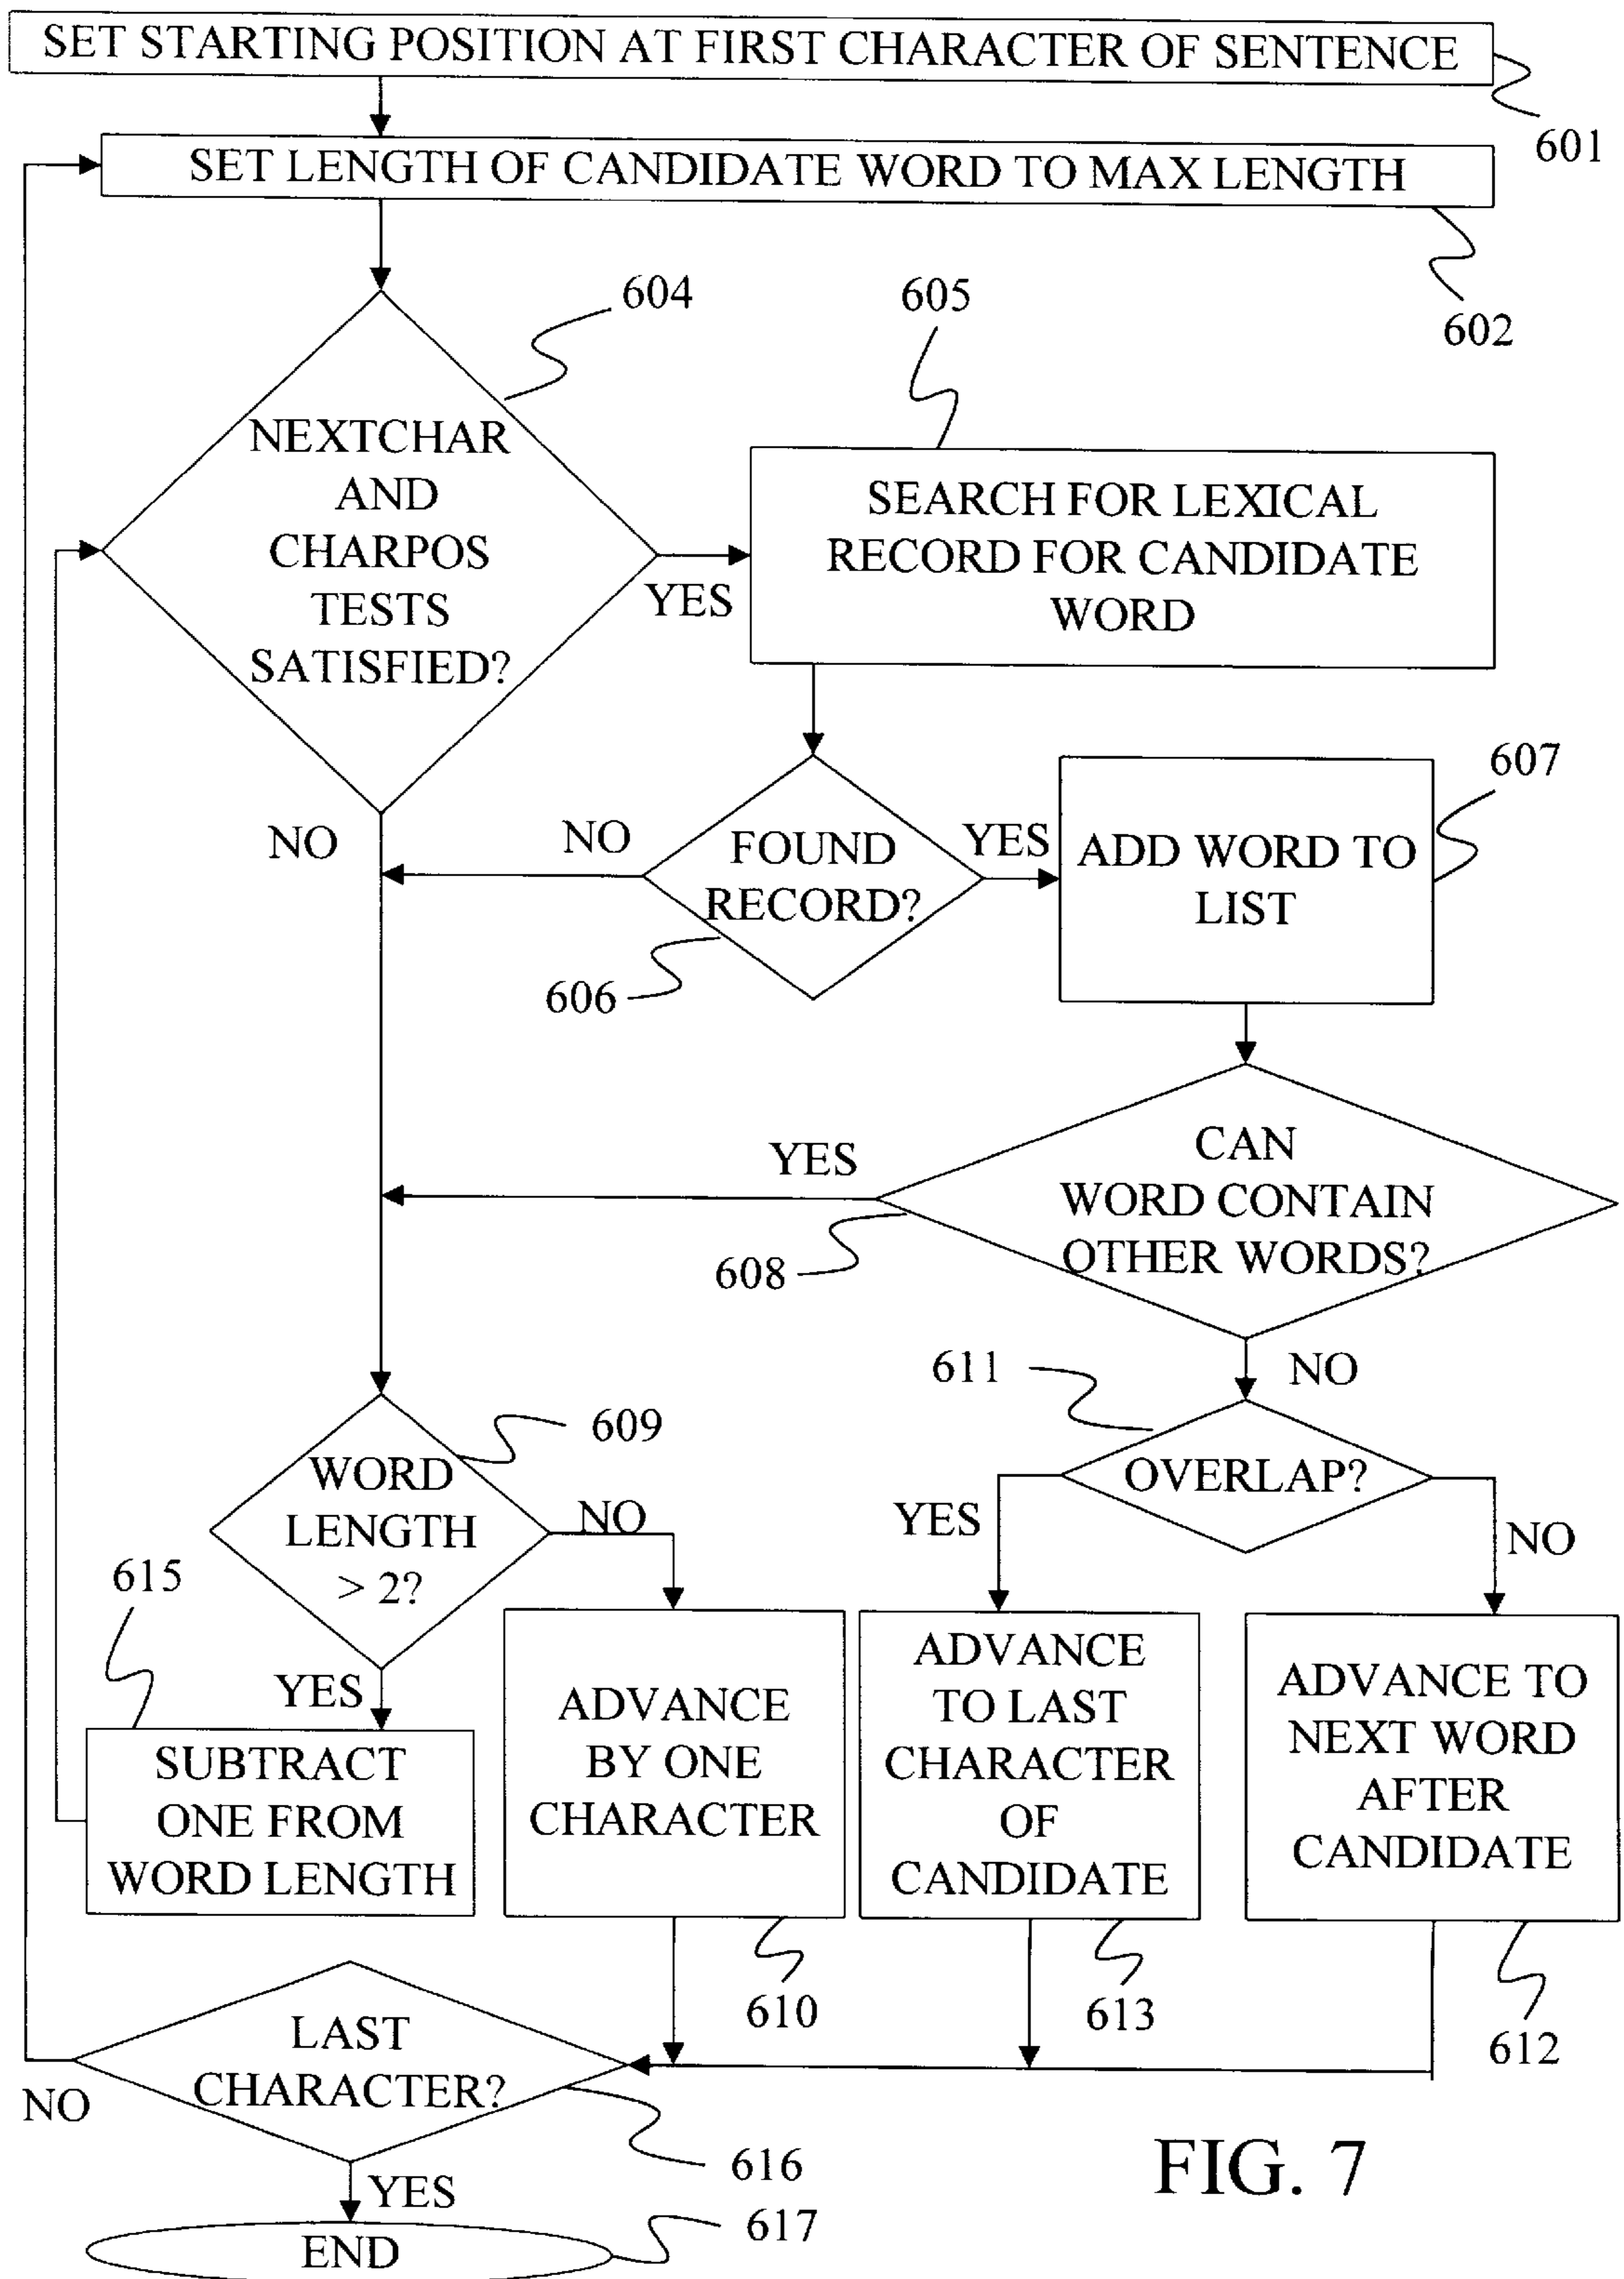 SET STARTING POSITION AT FIRST CHARACTER OF SENTENCE
601
SET LENGTH OF CANDIDATE WORD TO MAX LENGTH
602
604
605
NEXTCHAR
AND
CHARPOS
TESTS
SATISFIED?
YES
SEARCH FOR LEXICAL
RECORD FOR CANDIDATE
WORD
607
NO
NO
FOUND
RECORD?
YES
ADD WORD TO
LIST
606
YES
CAN
WORD CONTAIN
OTHER WORDS?
608
611
NO
609
WORD
LENGTH
> 2?
NO
OVERLAP?
YES
NO
615
YES
SUBTRACT
ONE FROM
WORD LENGTH
ADVANCE
BY ONE
CHARACTER
ADVANCE
TO LAST
CHARACTER
OF
CANDIDATE
ADVANCE TO
NEXT WORD
AFTER
CANDIDATE
610
613
612
LAST
CHARACTER?
NO
616
YES
617
END
FIG. 7